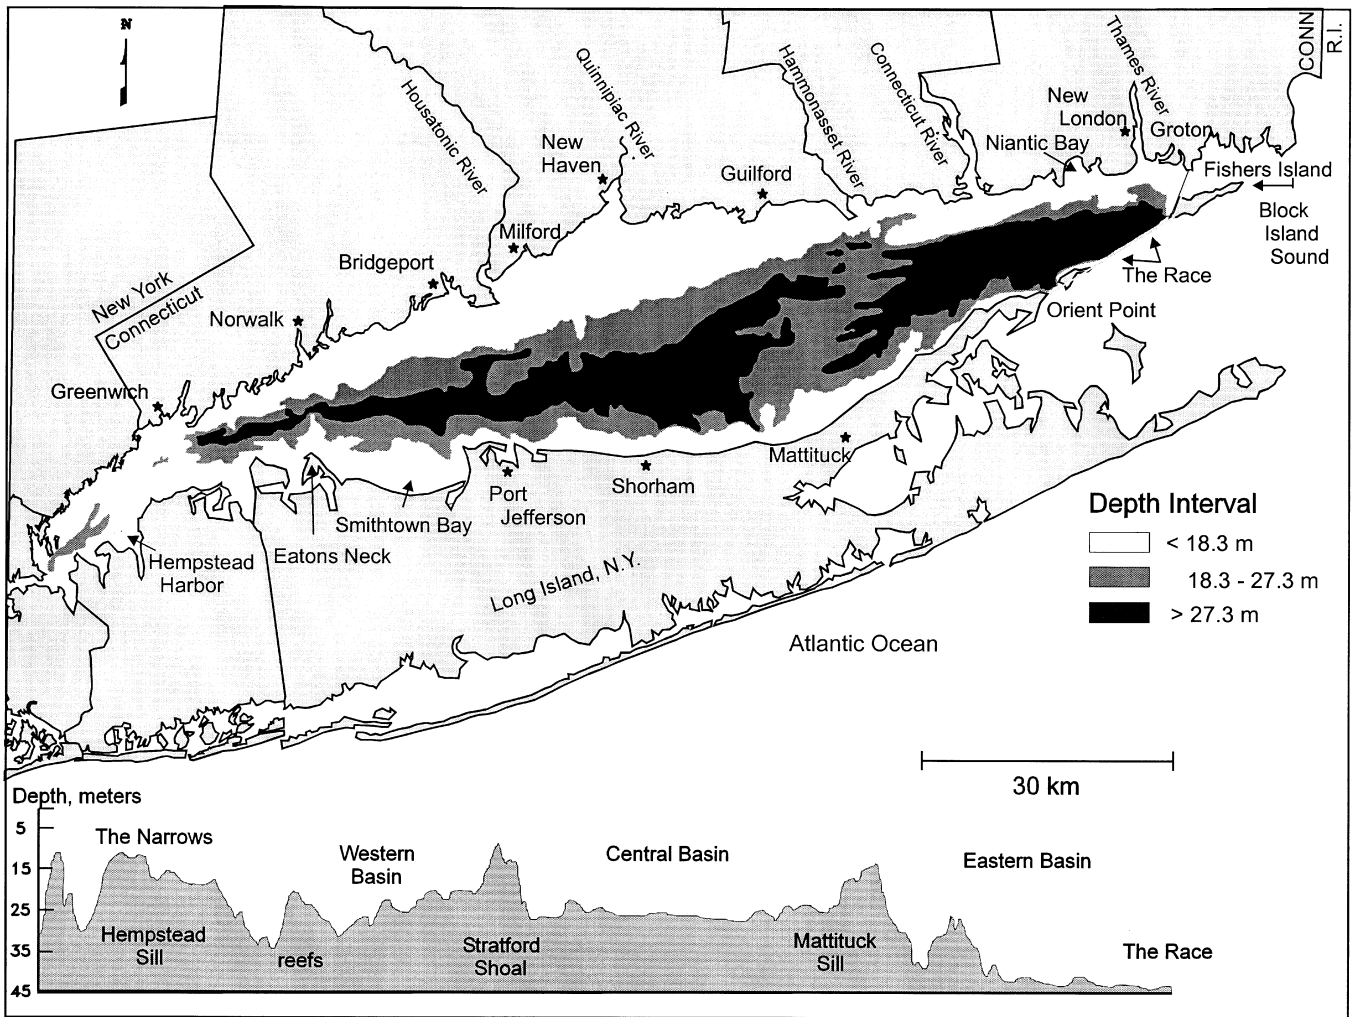 N
CONN
R.I.
Housatonic River
Quinnipiac River
Hammonasset River
Connecticut River
Thames River
New
London
Groton
Niantic Bay
New
Haven
Guilford
Fishers Island
Block
Island
Sound
Milford
Bridgeport
The Race
New York
Connecticut
Norwalk
Orient Point
Greenwich
Mattituck
Shorham
Port
Jefferson
Smithtown Bay
Eatons Neck
Hempstead
Harbor
Long Island, N.Y.
Atlantic Ocean
Depth Interval
< 18.3 m
18.3 - 27.3 m
> 27.3 m
30 km
Depth, meters
5
15
25
35
45
The Narrows
Western
Basin
Central Basin
Eastern Basin
Hempstead
Sill
reefs
Stratford
Shoal
Mattituck
Sill
The Race